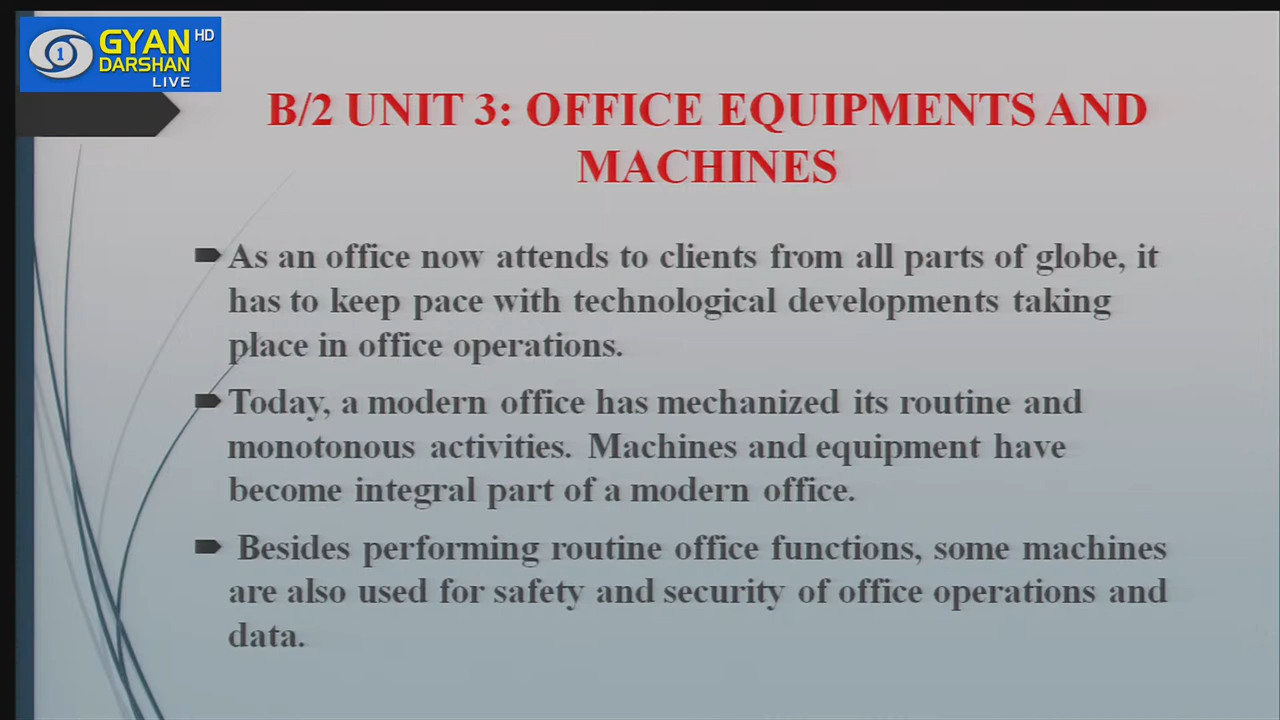 1
GYAN HD
DARSHAN
LIVE
B/2 UNIT 3: OFFICE EQUIPMENTS AND
MACHINES
As an office now attends to clients from all parts of globe, it
has to keep pace with technological developments taking
place in office operations.
Today, a modern office has mechanized its routine and
monotonous activities. Machines and equipment have
become integral part of a modern office.
Besides performing routine office functions, some machines
are also used for safety and security of office operations and
data.